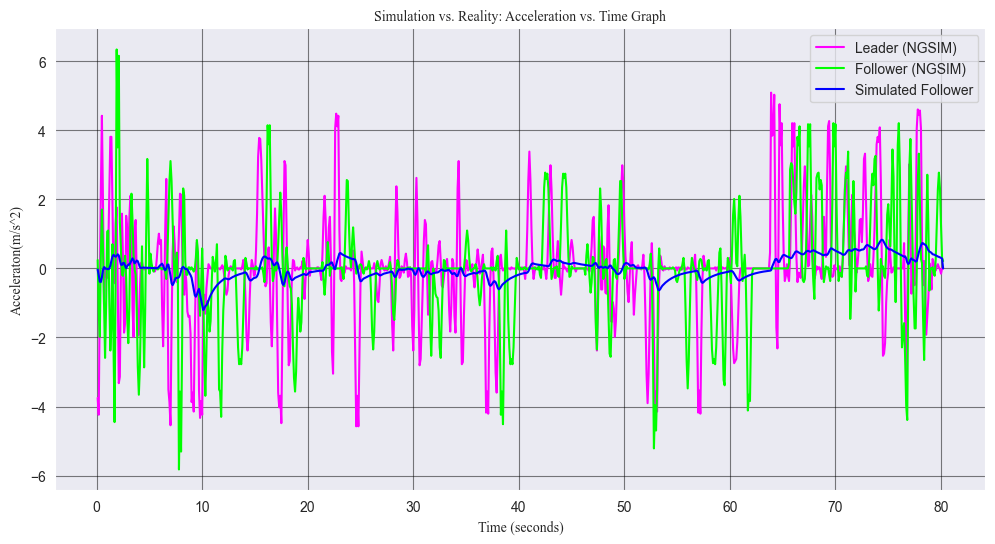 Simulation vs. Reality: Acceleration vs. Time Graph
Leader (NGSIM)
Follower (NGSIM)
Simulated Follower
Acceleraton(m/s^2)
6
4
2
0
−2
−4
−6
0 10 20 30 40 50 60 70 80
Time (seconds)